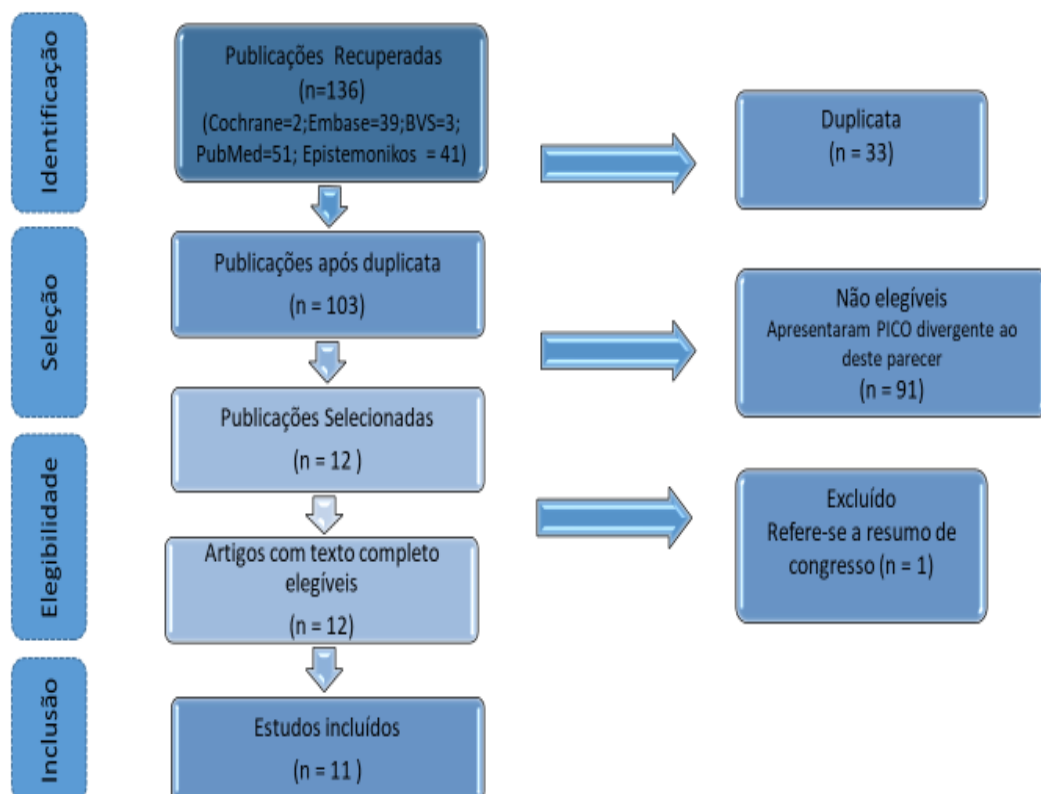 Identificação
Publicações Recuperadas
(n=136)
(Cochrane=2;Embase=39;BVS=3;
PubMed=51; Epistemonikos = 41)
Duplicata
(n = 33)
Seleção
Publicações após duplicata
(n = 103)
Não elegíveis
Apresentaram PICO divergente ao
deste parecer
(n = 91)
Publicações Selecionadas
(n = 12 )
Elegibilidade
Excluído
Refere-se a resumo de
congresso (n = 1)
Artigos com texto completo
elegíveis
(n = 12)
Inclusão
Estudos incluídos
(n = 11 )